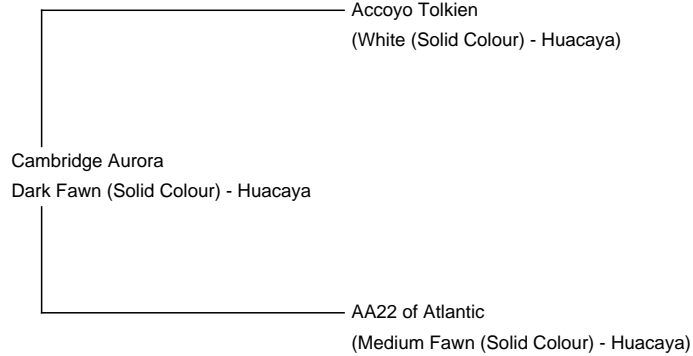 Accoyo Tolkien
(White (Solid Colour) - Huacaya)
Cambridge Aurora
Dark Fawn (Solid Colour) - Huacaya
AA22 of Atlantic
(Medium Fawn (Solid Colour) - Huacaya)